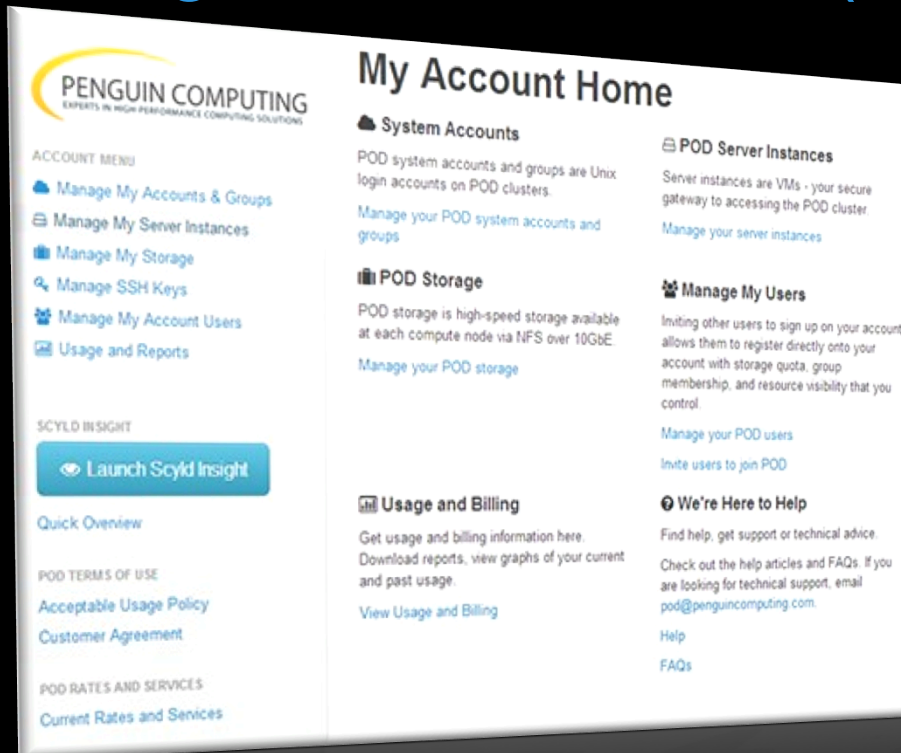 PENGUIN COMPUTING
EXPERTS IN HIGH-PERFORMANCE COMPUTING SOLUTIONS
ACCOUNT MENU
Manage My Accounts & Groups
Manage My Server Instances
Manage My Storage
Manage SSH Keys
Manage My Account Users
Usage and Reports
SCYLD INSIGHT
Launch Scyld Insight
Quick Overview
POD TERMS OF USE
Acceptable Usage Policy
Customer Agreement
POD RATES AND SERVICES
Current Rates and Services
My Account Home
System Accounts
POD system accounts and groups are Unix
login accounts on POD clusters.
Manage your POD system accounts and
groups
POD Server Instances
Server instances are VMs - your secure
gateway to accessing the POD cluster.
Manage your server instances
POD Storage
POD storage is high-speed storage available
at each compute node via NFS over 10GbE.
Manage your POD storage
Manage My Users
Inviting other users to sign up on your account
allows them to register directly onto your
account with storage quota, group
membership, and resource visibility that you
control.
Manage your POD users
Invite users to join POD
Usage and Billing
Get usage and billing information here.
Download reports, view graphs of your current
and past usage.
View Usage and Billing
We're Here to Help
Find help, get support or technical advice.
Check out the help articles and FAQs. If you
are looking for technical support, email
pod@penguincomputing.com.
Help
FAQs